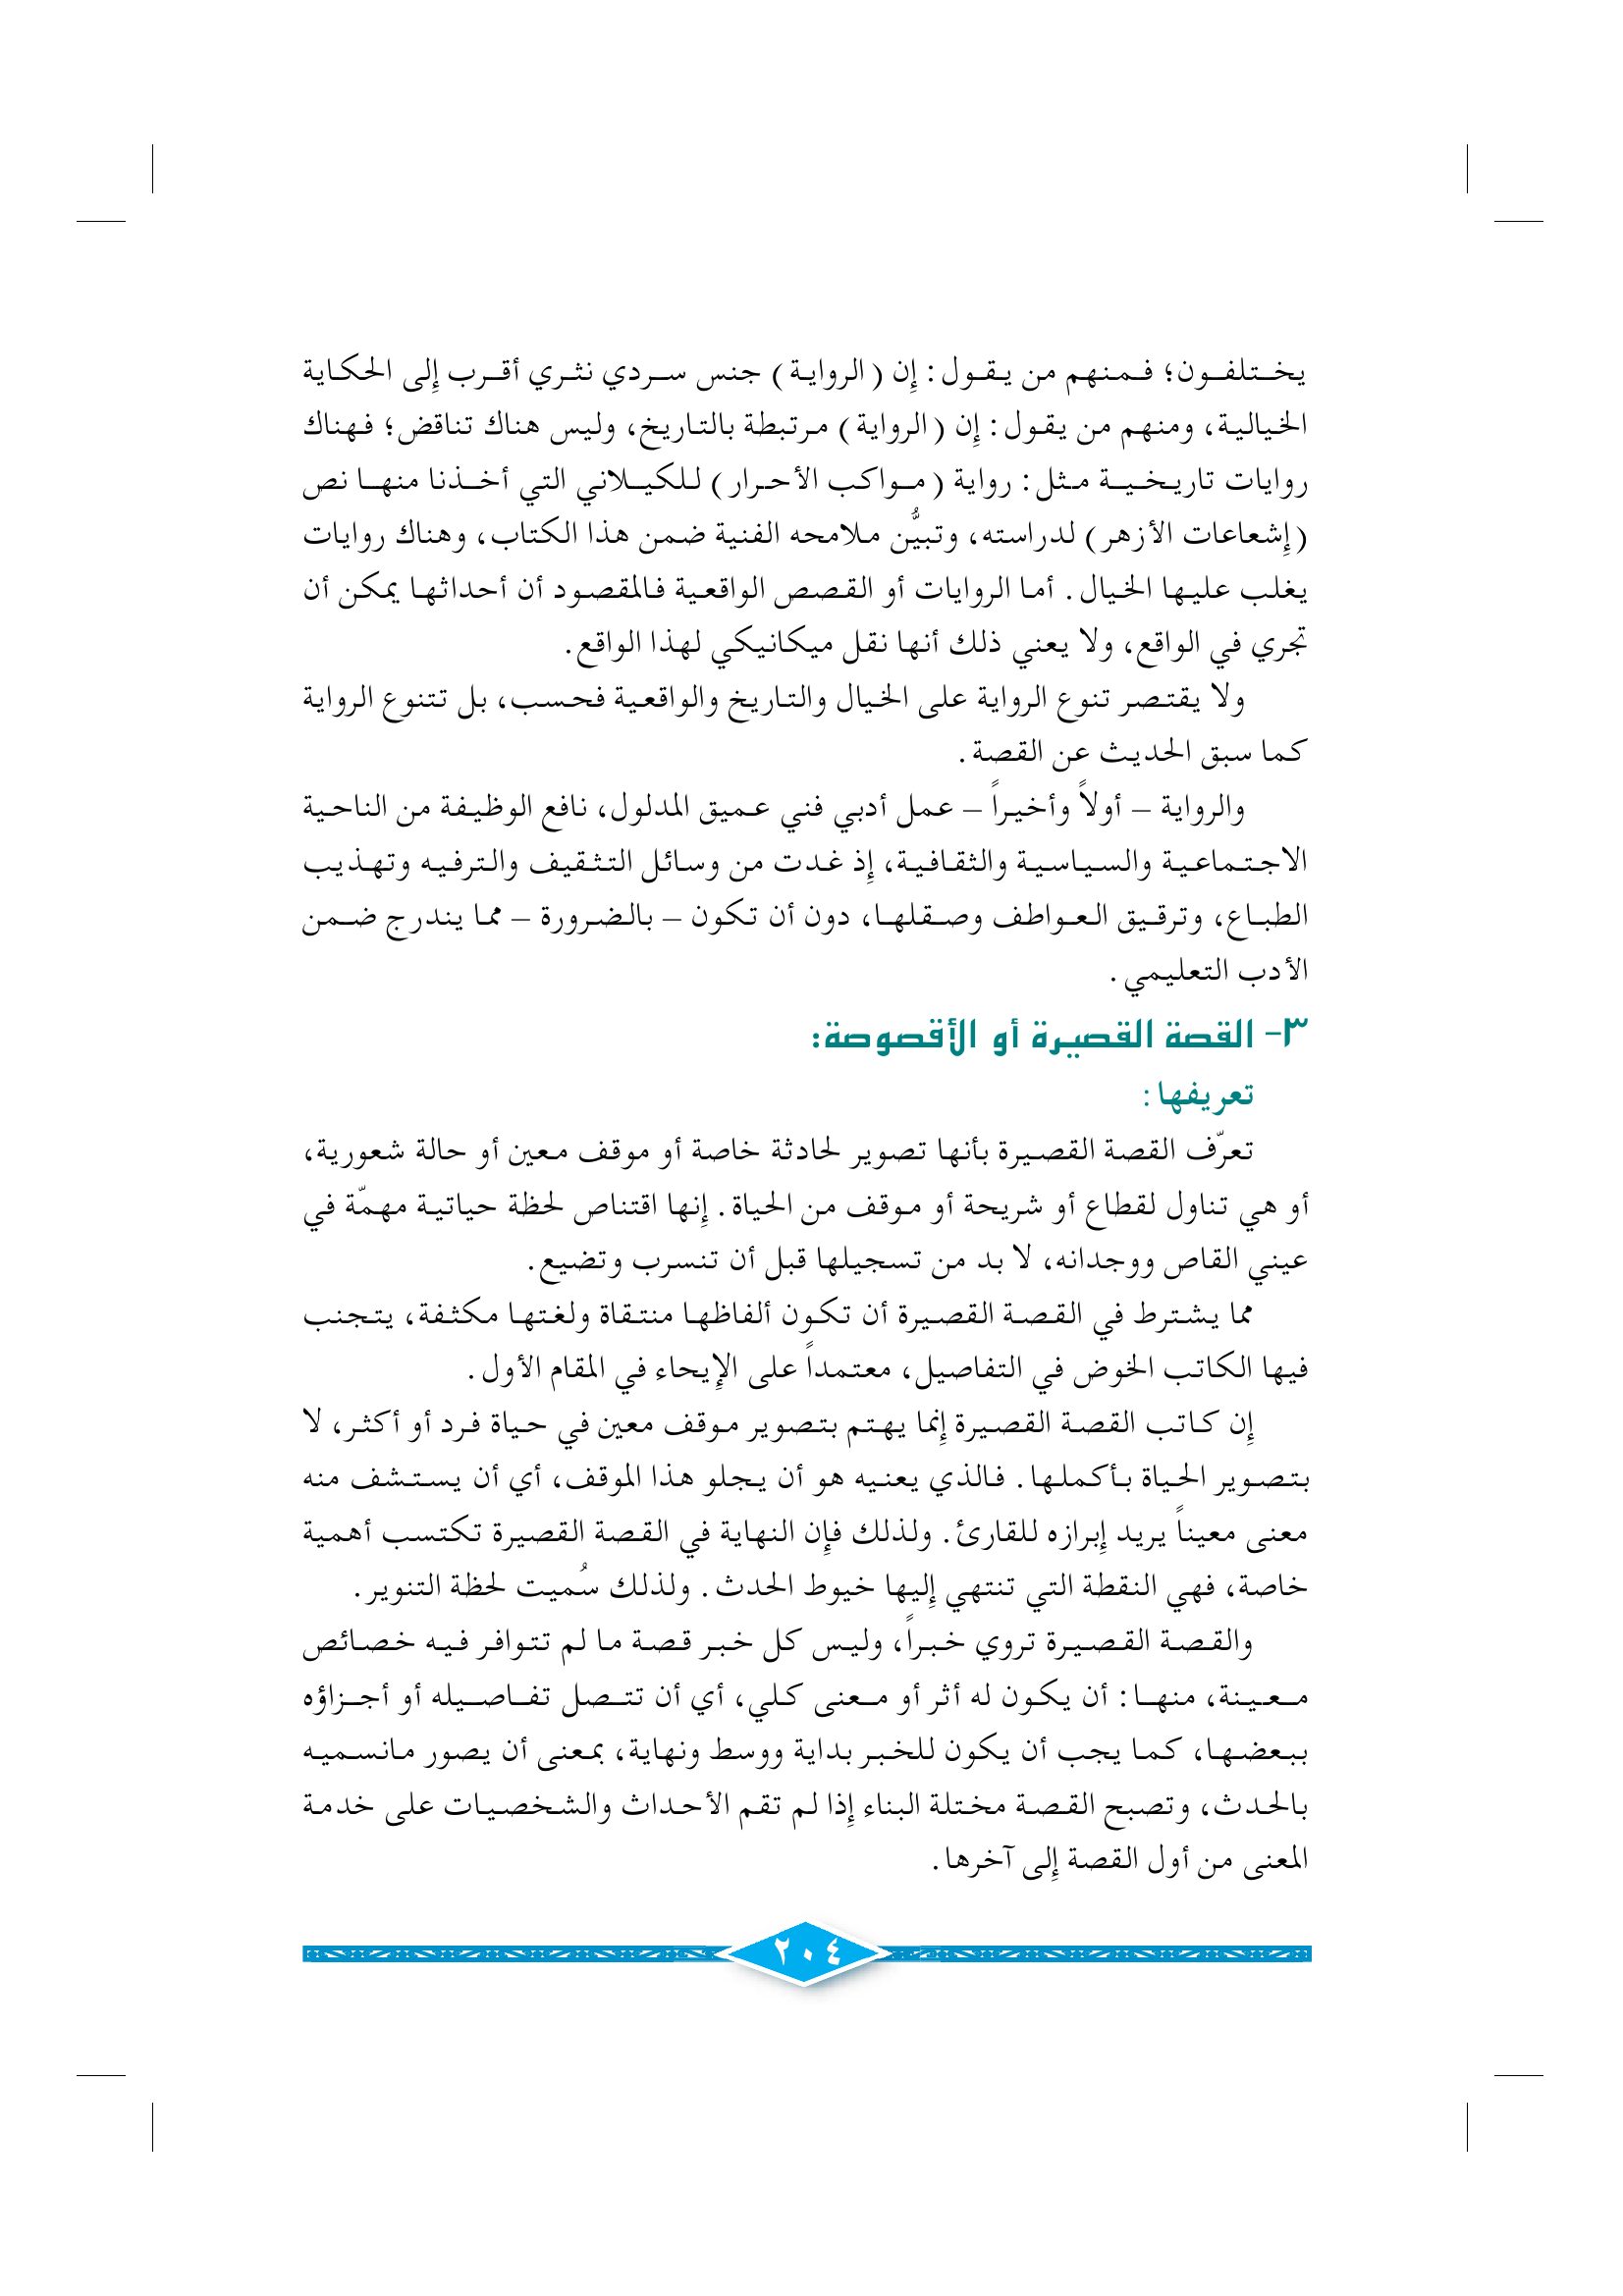 يختلفون؛ فمنهم من يقول: إِن (الرواية) جنس سردي نثري أقرب إِلى الحكاية
الخيالية، ومنهم من يقول: إِن (الرواية) مرتبطة بالتاريخ، وليس هناك تناقض؛ فهناك
روايات تاريخية مثل: رواية (مواكب الأحرار) للكيلاني التي أخذنا منها نص
(إِشعاعات الأزهر) لدراسته، وتبيُّن ملامحه الفنية ضمن هذا الكتاب، وهناك روايات
يغلب عليها الخيال. أما الروايات أو القصص الواقعية فالمقصود أن أحداثها يمكن أن
تجري في الواقع، ولا يعني ذلك أنها نقل ميكانيكي لهذا الواقع.
ولا يقتصر تنوع الرواية على الخيال والتاريخ والواقعية فحسب، بل تتنوع الرواية
كما سبق الحديث عن القصة.
والرواية – أولاً وأخيراً – عمل أدبي فني عميق المدلول، نافع الوظيفة من الناحية
الاجتماعية والسياسية والثقافية، إِذ غدت من وسائل التثقيف والترفيه وتهذيب
الطباع، وترقيق العواطف وصقلها، دون أن تكون – بالضرورة – مما يندرج ضمن
الأدب التعليمي.
٣- القصة القصيرة أو الأقصوصة:
تعريفها:
تعرّف القصة القصيرة بأنها تصوير لحادثة خاصة أو موقف معين أو حالة شعورية،
أو هي تناول لقطاع أو شريحة أو موقف من الحياة. إِنها اقتناص لحظة حياتية مهمّة في
عيني القاص ووجدانه، لا بد من تسجيلها قبل أن تنسرب وتضيع.
مما يشترط في القصة القصيرة أن تكون ألفاظها منتقاة ولغتها مكثفة، يتجنب
فيها الكاتب الخوض في التفاصيل، معتمداً على الإِيحاء في المقام الأول.
إِن كاتب القصة القصيرة إِنما يهتم بتصوير موقف معين في حياة فرد أو أكثر، لا
بتصوير الحياة بأكملها. فالذي يعنيه هو أن يجلو هذا الموقف، أي أن يستشف منه
معنى معيناً يريد إِبرازه للقارئ. ولذلك فإِن النهاية في القصة القصيرة تكتسب أهمية
خاصة، فهي النقطة التي تنتهي إِليها خيوط الحدث. ولذلك سُميت لحظة التنوير.
والقصة القصيرة تروي خبراً، وليس كل خبر قصة ما لم تتوافر فيه خصائص
معينة، منها: أن يكون له أثر أو معنى كلي، أي أن تتصل تفاصيله أو أجزاؤه
ببعضها، كما يجب أن يكون للخبر بداية ووسط ونهاية، بمعنى أن يصور مانسميه
بالحدث، وتصبح القصة مختلة البناء إِذا لم تقم الأحداث والشخصيات على خدمة
المعنى من أول القصة إِلى آخرها.
٢٠٤